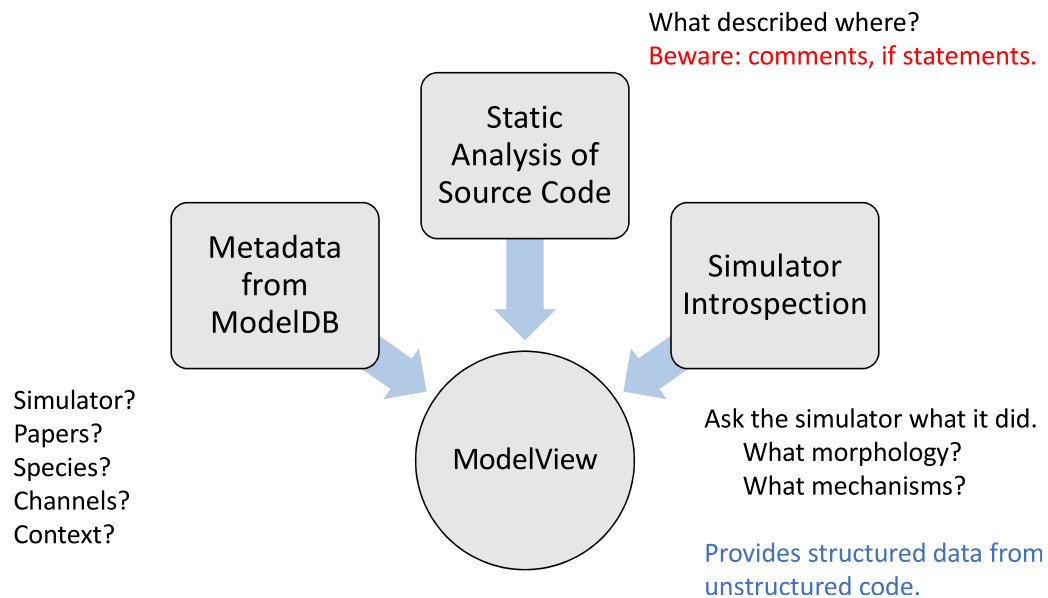 What described where?
Beware: comments, if statements.
Static
Analysis of
Source Code
Metadata
from
ModelDB
Simulator
Introspection
ModelView
Simulator?
Papers?
Species?
Channels?
Context?
Ask the simulator what it did.
What morphology?
What mechanisms?
Provides structured data from
unstructured code.